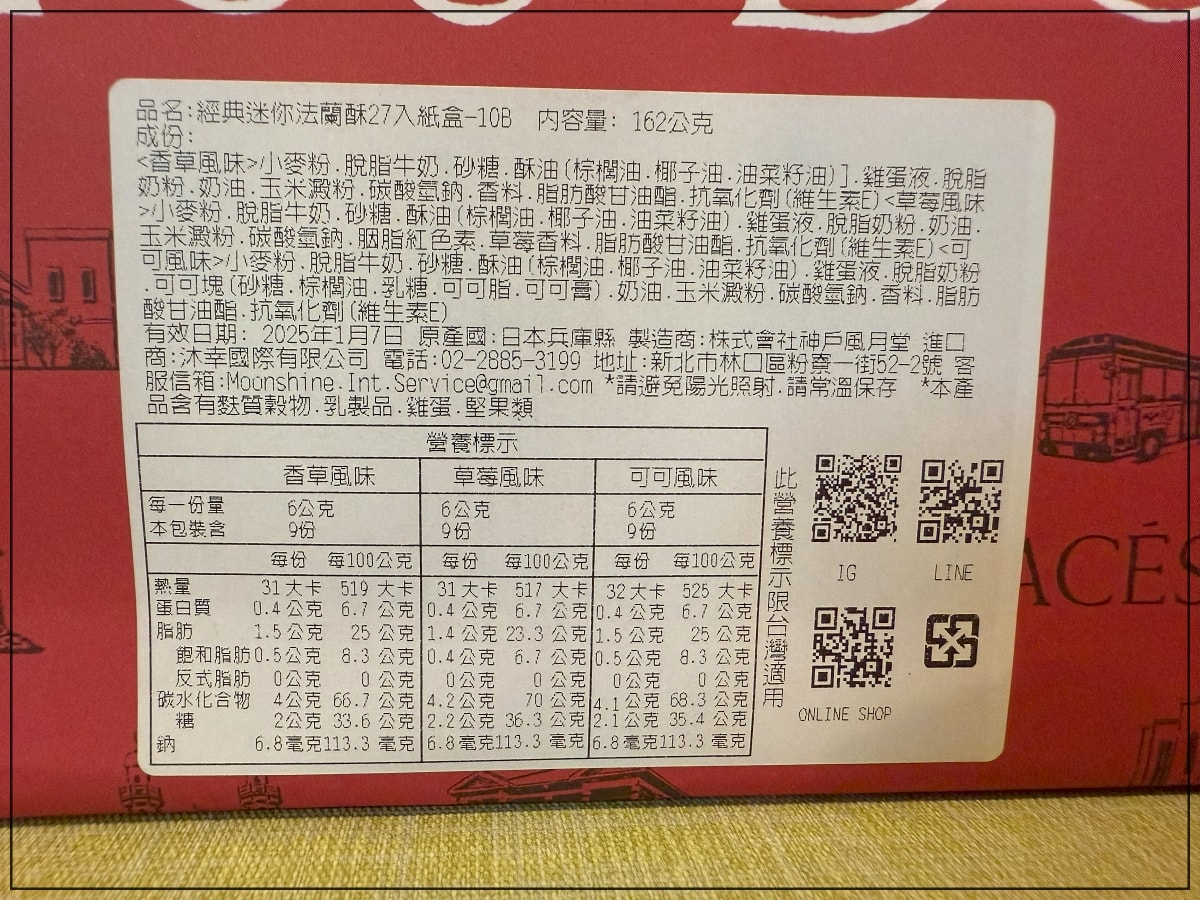 品名:經典迷你法蘭酥27入紙盒-10B 內容量: 162公克
成份:
<香草風味>小麥粉.脫脂牛奶.砂糖.酥油(棕櫚油.椰子油.油菜籽油)].雞蛋液.脫脂
奶粉.奶油.玉米澱粉.碳酸氫鈉.香料.脂肪酸甘油酯.抗氧化劑(維生素E)<草莓風味
>小麥粉.脫脂牛奶.砂糖.酥油(棕櫚油.椰子油.油菜籽油).雞蛋液.脫脂奶粉.奶油.
玉米澱粉.碳酸氫鈉.胭脂紅色素.草莓香料.脂肪酸甘油酯.抗氧化劑(維生素E)<可
可風味>小麥粉.脫脂牛奶.砂糖.酥油(棕櫚油.椰子油.油菜籽油).雞蛋液.脫脂奶粉
.可可塊(砂糖.棕櫚油.乳糖.可可脂.可可膏).奶油.玉米澱粉.碳酸氫鈉.香料.脂肪
酸甘油酯.抗氧化劑(維生素E)
有效日期: 2025年1月7日 原產國:日本兵庫縣 製造商:株式會社神戶風月堂 進口
商:沐幸國際有限公司 電話:02-2885-3199 地址:新北市林口區粉寮一街52-2號 客
服信箱:Moonshine.Int.Service@gmail.com *請避免陽光照射.請常溫保存 *本產
品含有麩質穀物.乳製品.雞蛋.堅果類
營養標示
香草風味 草莓風味 可可風味
每一份量 6公克 6公克 6公克
本包裝含 9份 9份 9份
每份 每100公克 每份 每100公克 每份 每100公克
熱量 31大卡 519 大卡 31大卡 517 大卡 32大卡 525 大卡
蛋白質 0.4公克 6.7公克 0.4公克 6.7公克 0.4公克 6.7公克
脂肪 1.5公克 25公克 1.4公克 23.3公克 1.5公克 25公克
飽和脂肪 0.5公克 8.3公克 0.4公克 6.7公克 0.5公克 8.3公克
反式脂肪 0公克 0公克 0公克 0公克 0公克 0公克
碳水化合物 4公克 66.7公克 4.2公克 70公克 4.1公克 68.3公克
糖 2公克 33.6公克 2.2公克 36.3公克 2.1公克 35.4公克
鈉 6.8毫克 113.3毫克 6.8毫克 113.3毫克 6.8毫克 113.3毫克
此營養標示限台灣適用
IG LINE
ONLINE SHOP